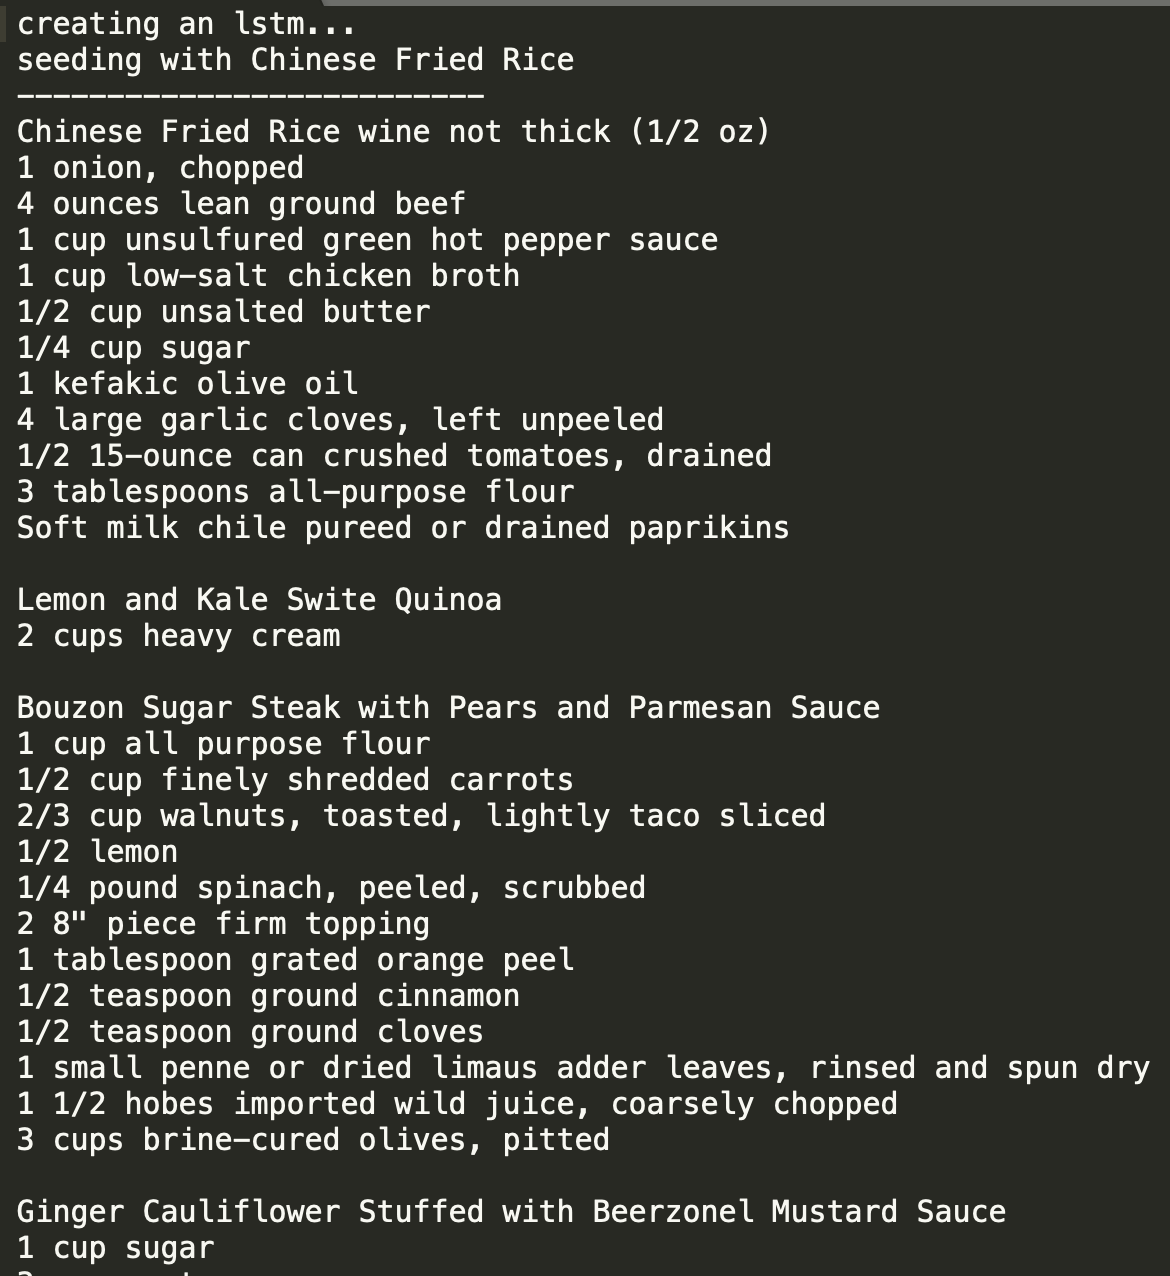 creating an lstm...
seeding with Chinese Fried Rice
--------------------------
Chinese Fried Rice wine not thick (1/2 oz)
1 onion, chopped
4 ounces lean ground beef
1 cup unsulfured green hot pepper sauce
1 cup low-salt chicken broth
1/2 cup unsalted butter
1/4 cup sugar
1 kefakic olive oil
4 large garlic cloves, left unpeeled
1/2 15-ounce can crushed tomatoes, drained
3 tablespoons all-purpose flour
Soft milk chile pureed or drained paprikins

Lemon and Kale Swite Quinoa
2 cups heavy cream

Bouzon Sugar Steak with Pears and Parmesan Sauce
1 cup all purpose flour
1/2 cup finely shredded carrots
2/3 cup walnuts, toasted, lightly taco sliced
1/2 lemon
1/4 pound spinach, peeled, scrubbed
2 8" piece firm topping
1 tablespoon grated orange peel
1/2 teaspoon ground cinnamon
1/2 teaspoon ground cloves
1 small penne or dried limaus adder leaves, rinsed and spun dry
1 1/2 hobes imported wild juice, coarsely chopped
3 cups brine-cured olives, pitted

Ginger Cauliflower Stuffed with Beerzonel Mustard Sauce
1 cup sugar